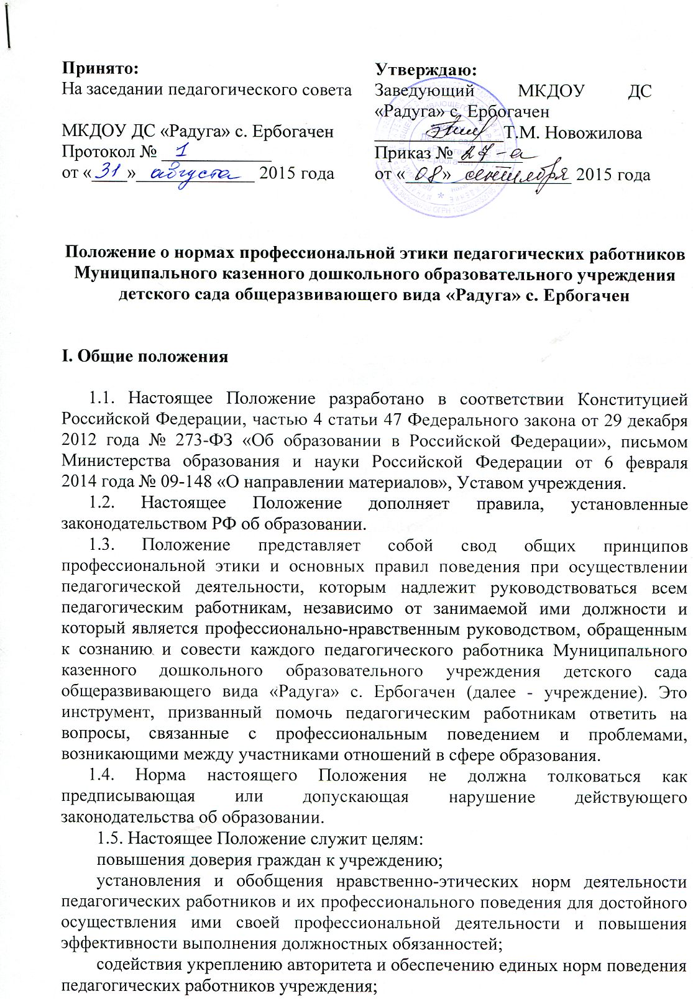 Принято:
На заседании педагогического совета
МКДОУ ДС «Радуга» с. Ербогачен
Протокол № 1
от «31» августа 2015 года
Утверждаю:
Заведующий МКДОУ ДС
«Радуга» с. Ербогачен
Т.М. Новожилова
Приказ № 27-а
от «08» сентября 2015 года
Положение о нормах профессиональной этики педагогических работников
Муниципального казенного дошкольного образовательного учреждения
детского сада общеразвивающего вида «Радуга» с. Ербогачен
I. Общие положения
1.1. Настоящее Положение разработано в соответствии Конституцией
Российской Федерации, частью 4 статьи 47 Федерального закона от 29 декабря
2012 года № 273-ФЗ «Об образовании в Российской Федерации», письмом
Министерства образования и науки Российской Федерации от 6 февраля
2014 года № 09-148 «О направлении материалов», Уставом учреждения.
1.2. Настоящее Положение дополняет правила, установленные
законодательством РФ об образовании.
1.3. Положение представляет собой свод общих принципов
профессиональной этики и основных правил поведения при осуществлении
педагогической деятельности, которым надлежит руководствоваться всем
педагогическим работникам, независимо от занимаемой ими должности и
который является профессионально-нравственным руководством, обращенным
к сознанию и совести каждого педагогического работника Муниципального
казенного дошкольного образовательного учреждения детского сада
общеразвивающего вида «Радуга» с. Ербогачен (далее - учреждение). Это
инструмент, призванный помочь педагогическим работникам ответить на
вопросы, связанные с профессиональным поведением и проблемами,
возникающими между участниками отношений в сфере образования.
1.4. Норма настоящего Положения не должна толковаться как
предписывающая или допускающая нарушение действующего
законодательства об образовании.
1.5. Настоящее Положение служит целям:
повышения доверия граждан к учреждению;
установления и обобщения нравственно-этических норм деятельности
педагогических работников и их профессионального поведения для достойного
осуществления ими своей профессиональной деятельности и повышения
эффективности выполнения должностных обязанностей;
содействия укреплению авторитета и обеспечению единых норм поведения
педагогических работников учреждения;